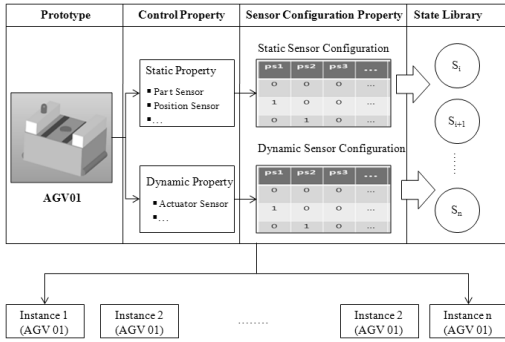 Prototype Control Property Sensor Configuration Property State Library
Static Sensor Configuration
Static Property
▪ Part Sensor
▪ Position Sensor
▪ ...
ps1 ps2 ps3 ...
0 0 0 ...
1 0 0 ...
0 1 0 ...
S i
S i+1
......
S n
AGV01
Dynamic Sensor Configuration
Dynamic Property
▪ Actuator Sensor
▪ ...
ps1 ps2 ps3 ...
0 0 0 ...
1 0 0 ...
0 1 0 ...
Instance 1
(AGV 01)
Instance 2
(AGV 01)
........
Instance 2
(AGV 01)
Instance n
(AGV 01)